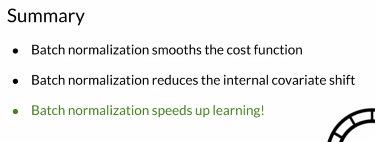 Summary
• Batch normalization smooths the cost function
• Batch normalization reduces the internal covariate shift
• Batch normalization speeds up learning!